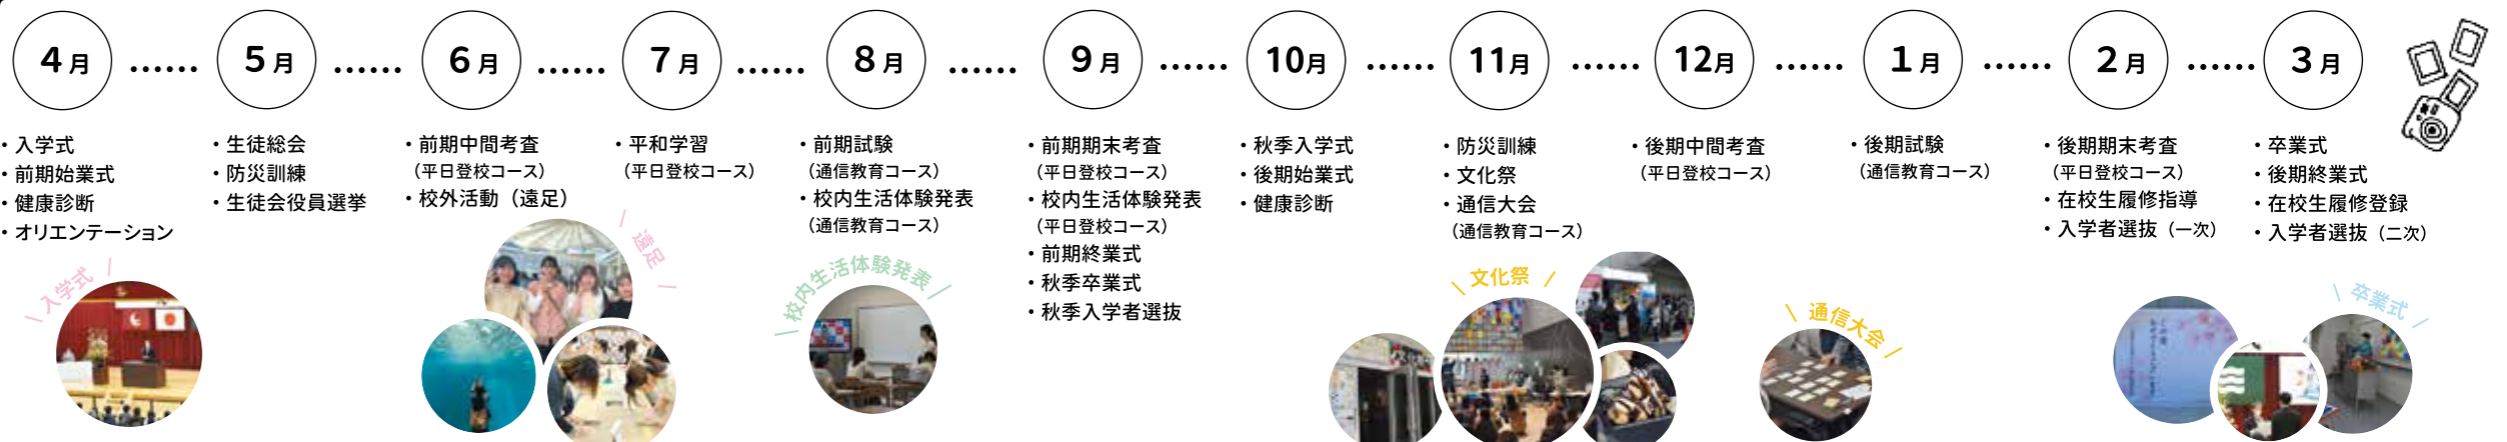 4月
・入学式
・前期始業式
・健康診断
・オリエンテーション
入学式
5月
・生徒総会
・防災訓練
・生徒会役員選挙
6月
・前期中間考査
（平日登校コース）
・校外活動（遠足）
遠足
7月
・平和学習
（平日登校コース）
8月
・前期試験
（通信教育コース）
・校内生活体験発表
（通信教育コース）
校内生活体験発表
9月
・前期期末考査
（平日登校コース）
・校内生活体験発表
（平日登校コース）
・前期終業式
・秋季卒業式
・秋季入学者選抜
10月
・秋季入学式
・後期始業式
・健康診断
11月
・防災訓練
・文化祭
・通信大会
（通信教育コース）
文化祭
12月
・後期中間考査
（平日登校コース）
通信大会
1月
・後期試験
（通信教育コース）
2月
・後期期末考査
（平日登校コース）
・在校生履修指導
・入学者選抜（一次）
3月
・卒業式
・後期終業式
・在校生履修登録
・入学者選抜（二次）
卒業式